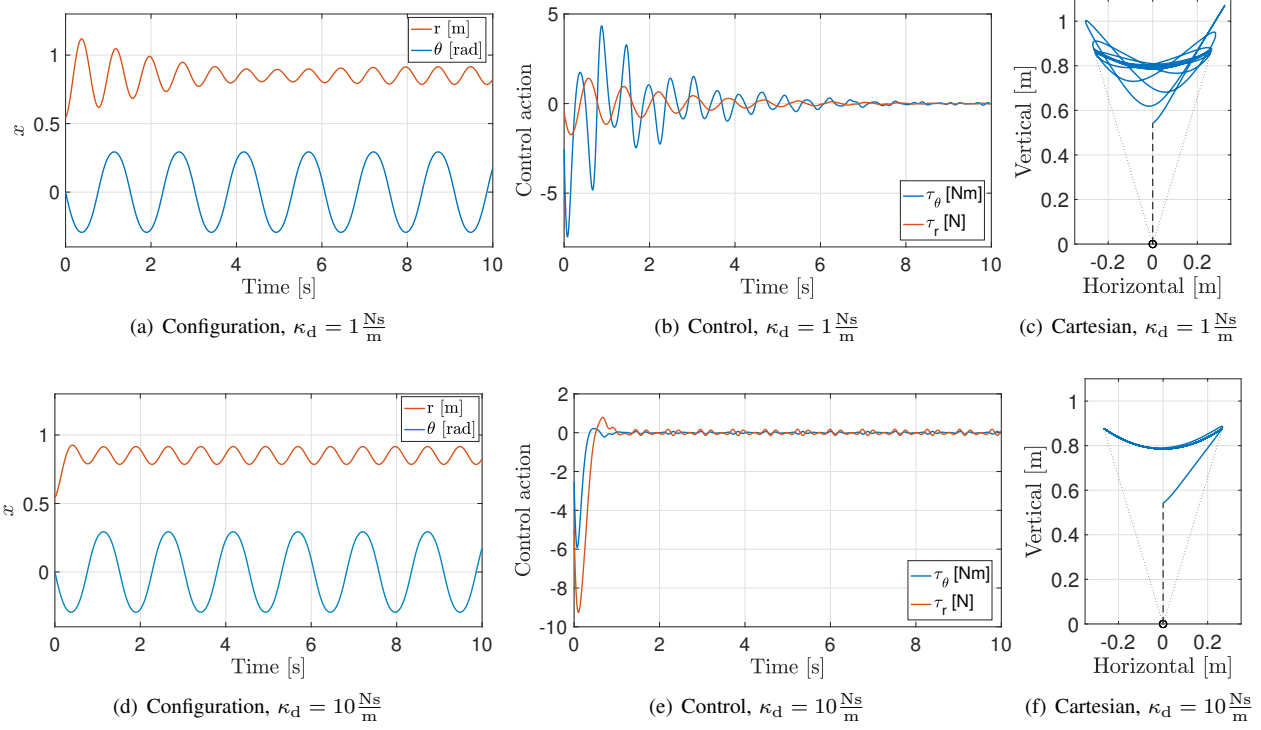 r [m]
θ [rad]
1
0.5
0
x
0 2 4 6 8 10
Time [s]
(a) Configuration, κd = 1 Ns/m
5
0
-5
Control action
τθ [Nm]
τr [N]
0 2 4 6 8 10
Time [s]
(b) Control, κd = 1 Ns/m
1
0.8
0.6
0.4
0.2
0
Vertical [m]
-0.2 0 0.2
Horizontal [m]
(c) Cartesian, κd = 1 Ns/m
r [m]
θ [rad]
1
0.5
0
x
0 2 4 6 8 10
Time [s]
(d) Configuration, κd = 10 Ns/m
2
0
-2
-4
-6
-8
-10
Control action
τθ [Nm]
τr [N]
0 2 4 6 8 10
Time [s]
(e) Control, κd = 10 Ns/m
1
0.8
0.6
0.4
0.2
0
Vertical [m]
-0.2 0 0.2
Horizontal [m]
(f) Cartesian, κd = 10 Ns/m